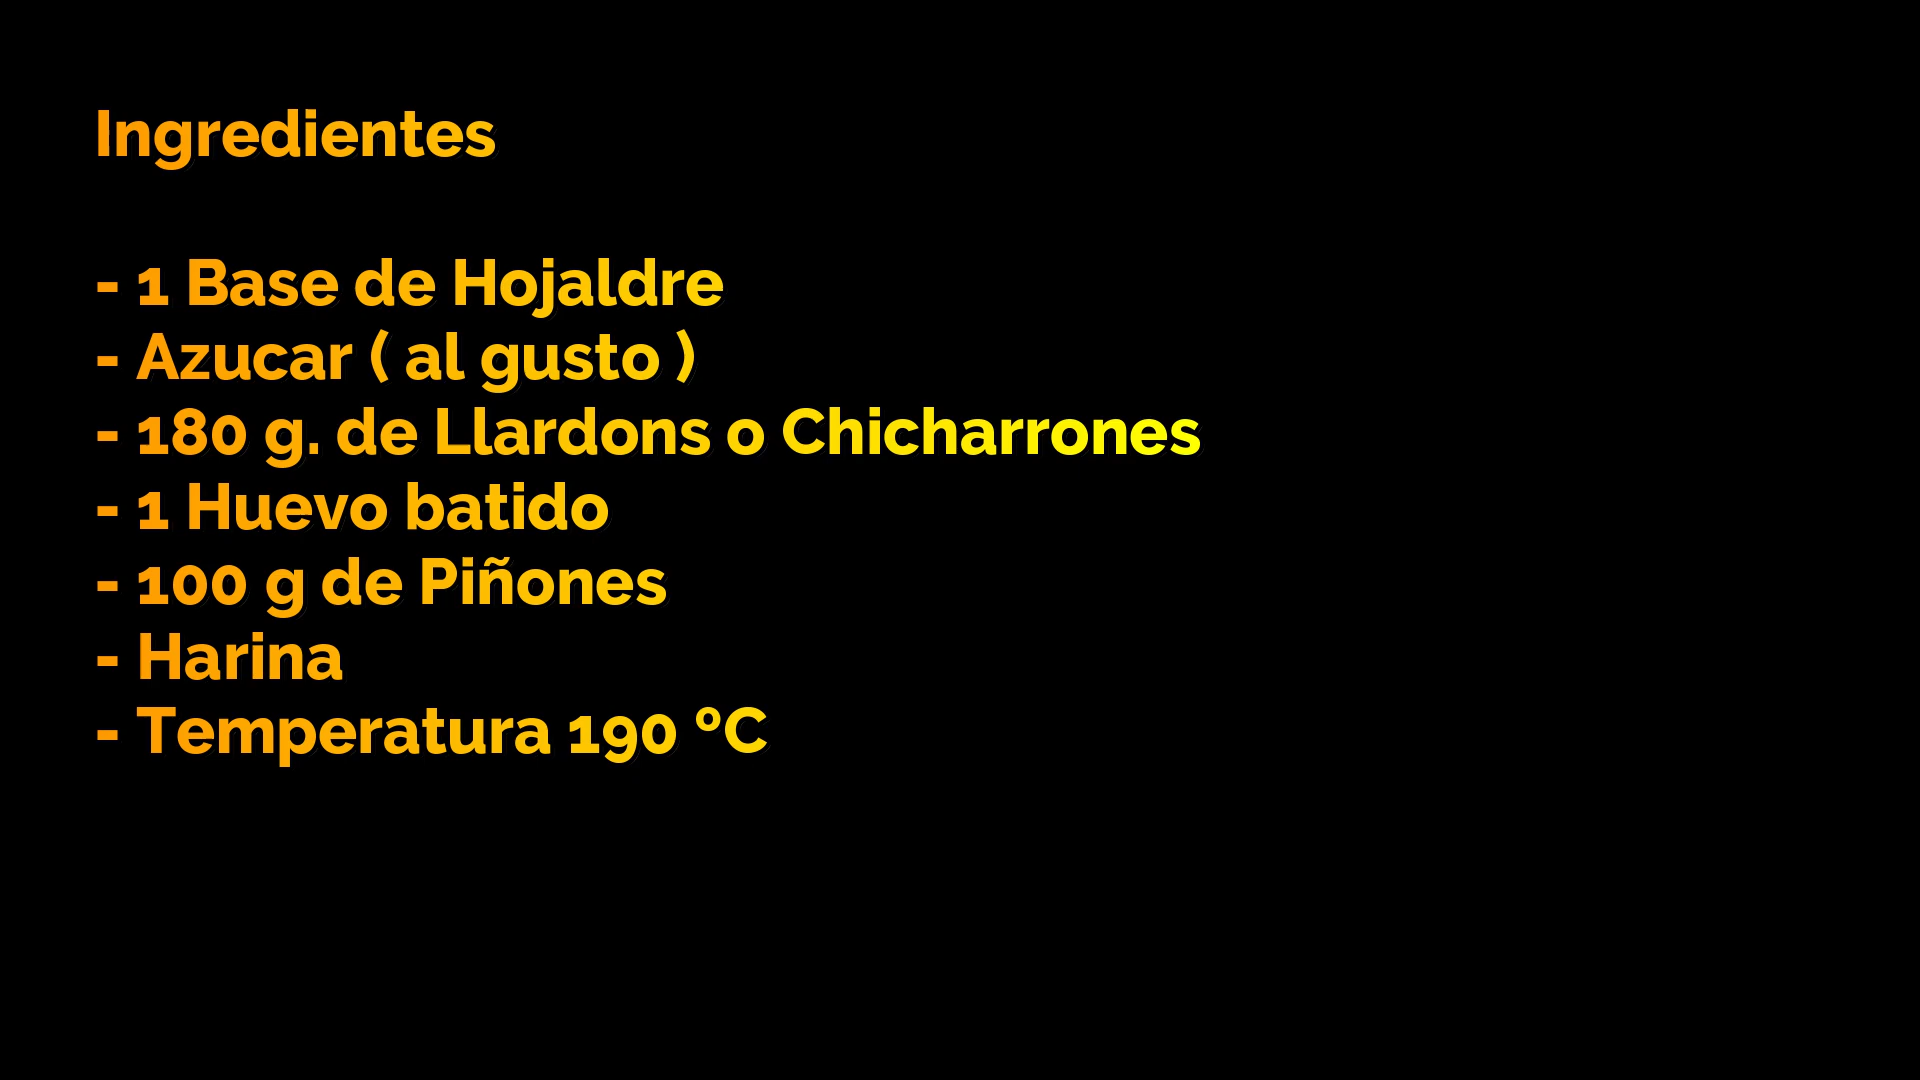 Ingredientes
- 1 Base de Hojaldre
- Azucar ( al gusto )
- 180 g. de Llardons o Chicharrones
- 1 Huevo batido
- 100 g de Piñones
- Harina
- Temperatura 190 ºC